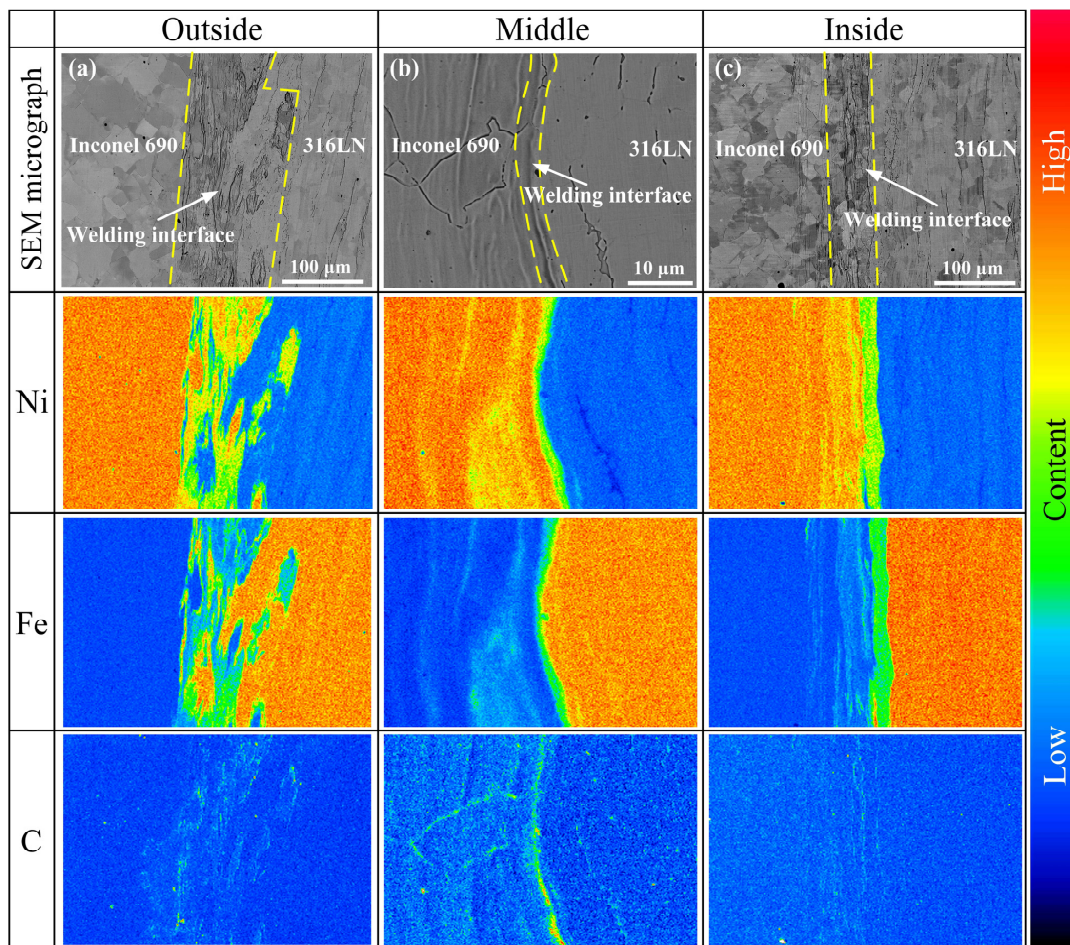 Outside
Middle
Inside
SEM micrograph
(a)
Inconel 690
316LN
Welding interface
100 μm
(b)
Inconel 690
316LN
Welding interface
10 μm
(c)
Inconel 690
316LN
Welding interface
100 μm
Ni
Fe
C
High
Content
Low